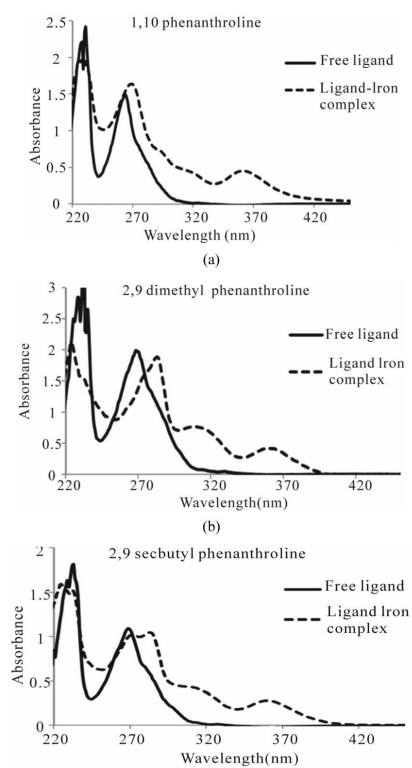 1,10 phenanthroline
2.5
2
1.5
1
0.5
0
Absorbance
Free ligand
Ligand-lron
complex
220 270 320 370 420
Wavelength (nm)
(a)
2,9 dimethyl phenanthroline
3
2.5
2
1.5
1
0.5
0
Absorbance
Free ligand
Ligand lron
complex
220 270 320 370 420
Wavelength(nm)
(b)
2,9 secbutyl phenanthroline
2
1.5
1
0.5
0
Absorbance
Free ligand
Ligand lron
complex
220 270 320 370 420
Wavelength(nm)